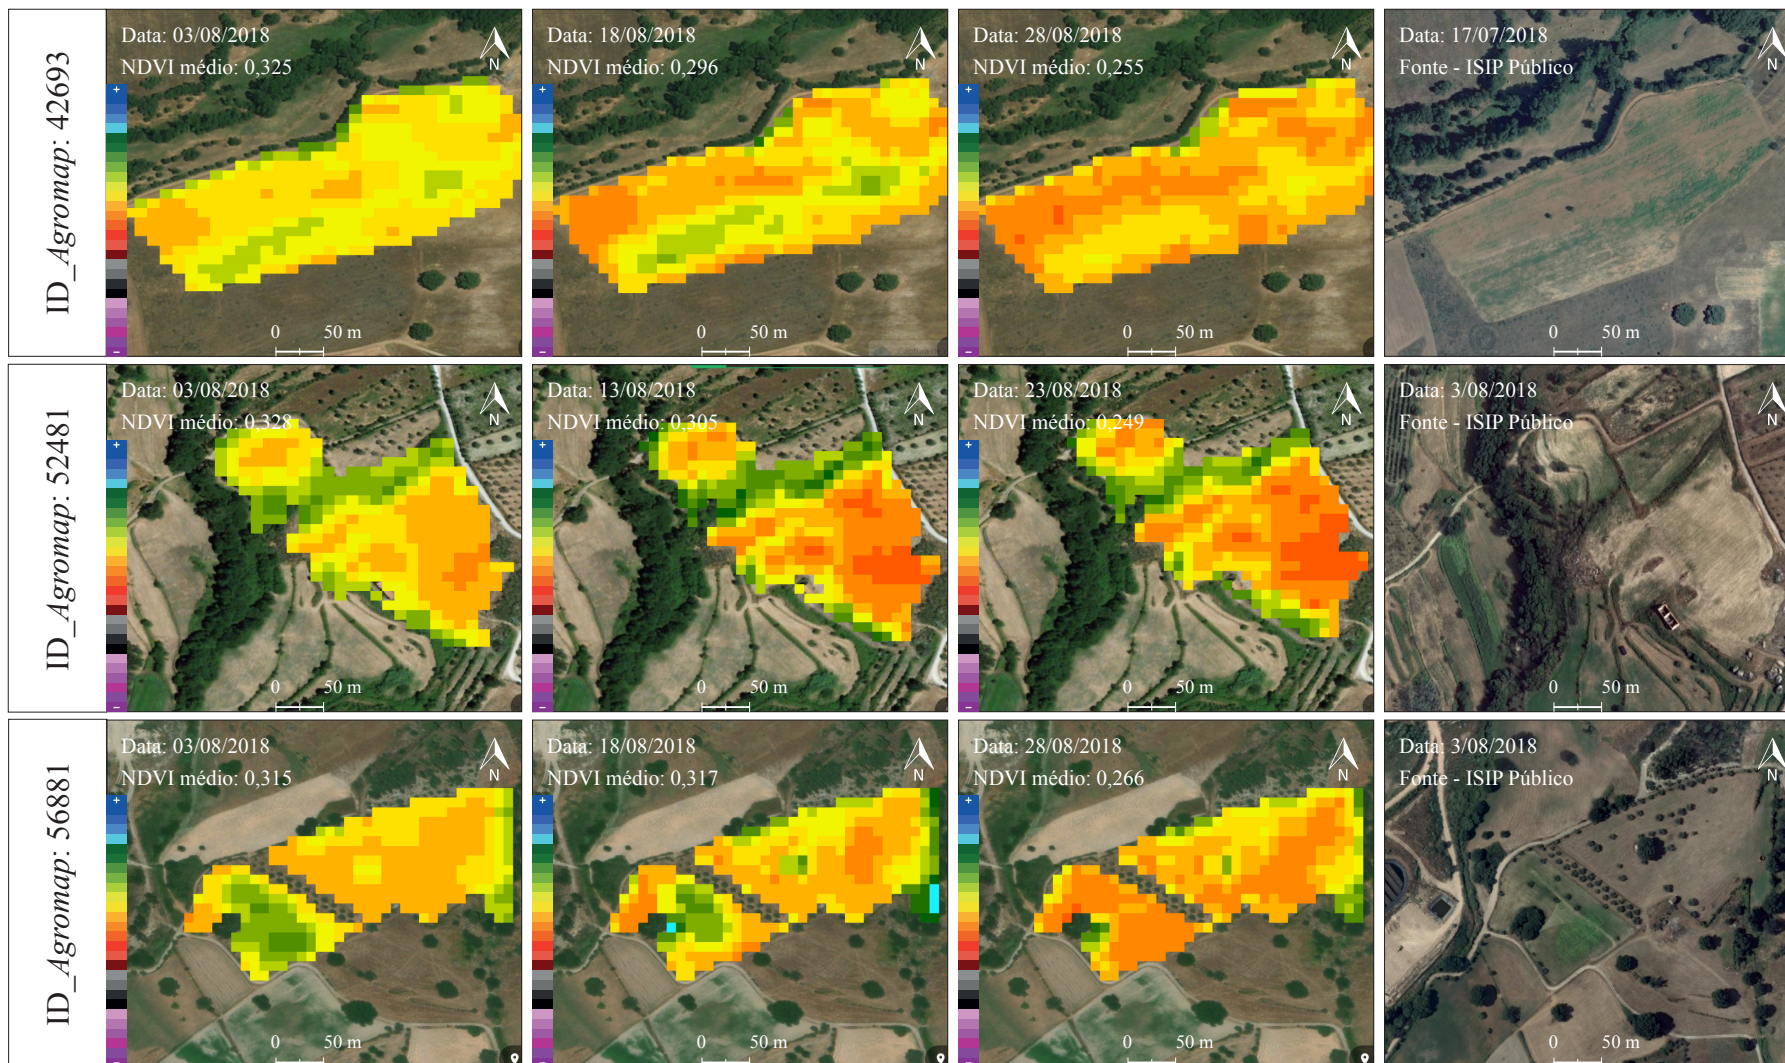 ID_Agromap: 42693
Data: 03/08/2018
NDVI médio: 0,325
N
+
–
0 50 m
Data: 18/08/2018
NDVI médio: 0,296
N
+
–
0 50 m
Data: 28/08/2018
NDVI médio: 0,255
N
+
–
0 50 m
Data: 17/07/2018
Fonte - ISIP Público
N
0 50 m
ID_Agromap: 52481
Data: 03/08/2018
NDVI médio: 0,328
N
+
–
0 50 m
Data: 13/08/2018
NDVI médio: 0,305
N
+
–
0 50 m
Data: 23/08/2018
NDVI médio: 0,249
N
+
–
0 50 m
Data: 3/08/2018
Fonte - ISIP Público
N
0 50 m
ID_Agromap: 56881
Data: 03/08/2018
NDVI médio: 0,315
N
+
–
0 50 m
Data: 18/08/2018
NDVI médio: 0,317
N
+
–
0 50 m
Data: 28/08/2018
NDVI médio: 0,266
N
+
–
0 50 m
Data: 3/08/2018
Fonte - ISIP Público
N
0 50 m